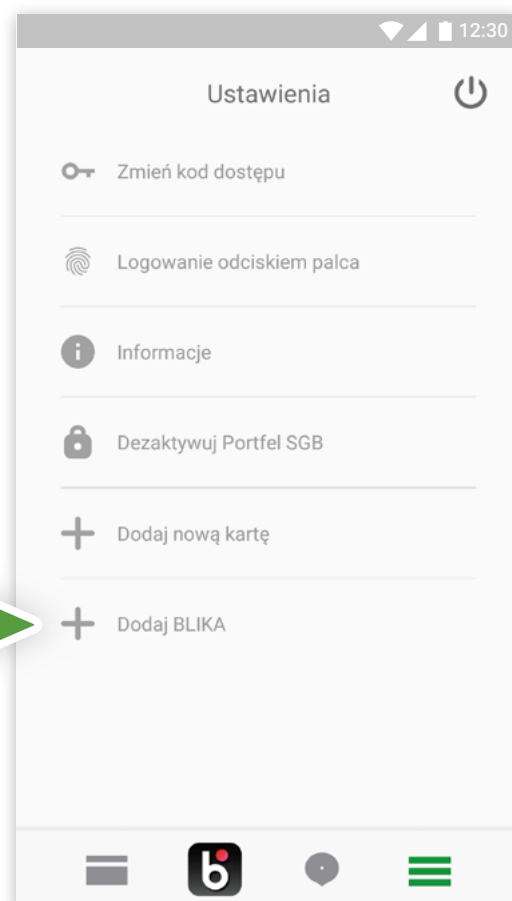 12:30
Ustawienia
Zmień kod dostępu
Logowanie odciskiem palca
Informacje
Dezaktywuj Portfel SGB
Dodaj nową kartę
Dodaj BLIKA